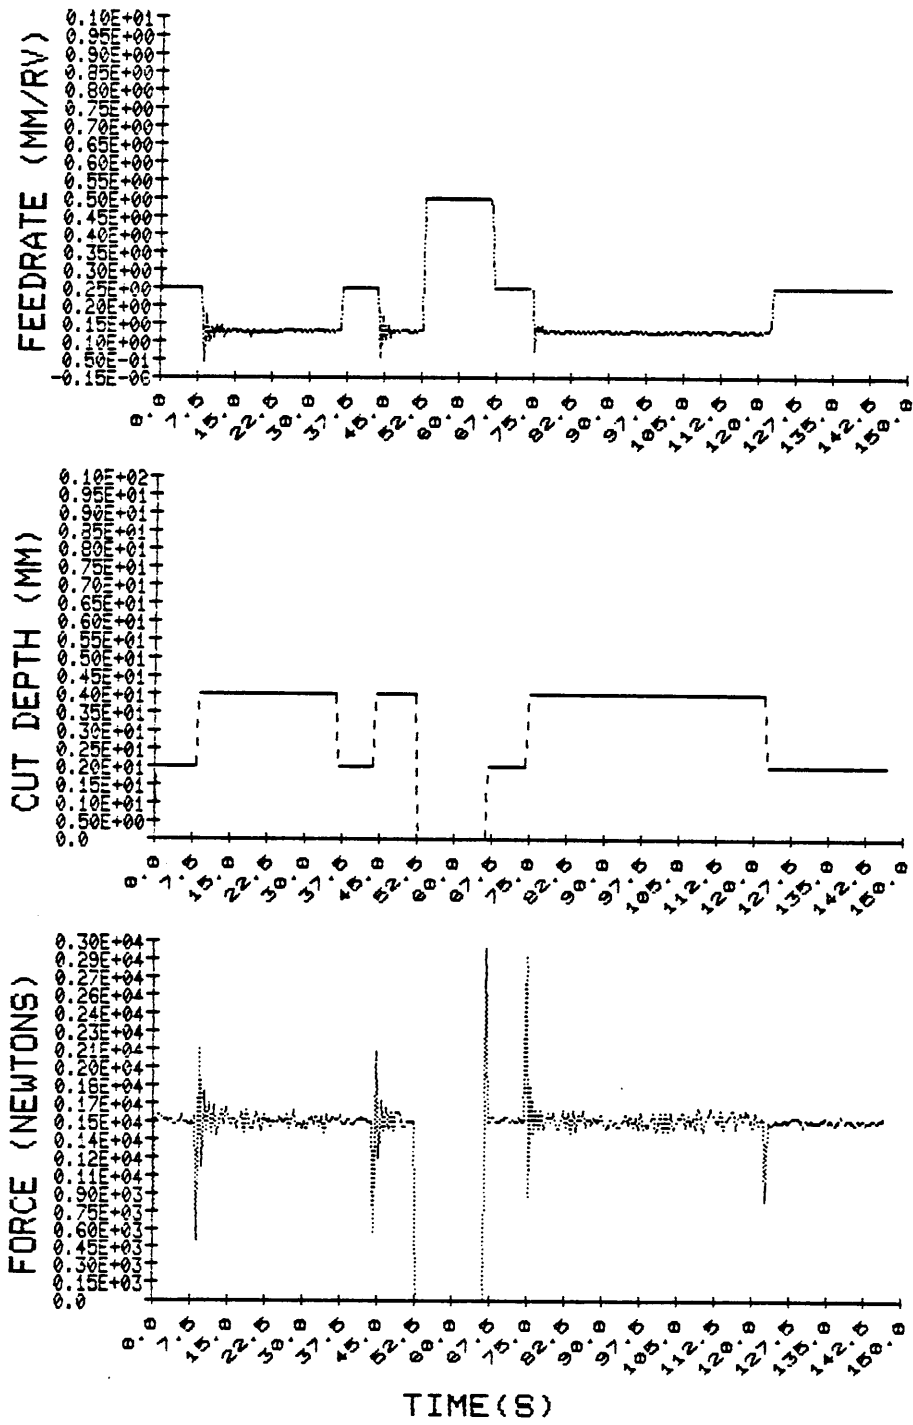 FEEDRATE (MM/RV)
0.10E+01
0.95E+00
0.90E+00
0.85E+00
0.80E+00
0.75E+00
0.70E+00
0.65E+00
0.60E+00
0.55E+00
0.50E+00
0.45E+00
0.40E+00
0.35E+00
0.30E+00
0.25E+00
0.20E+00
0.15E+00
0.10E+00
0.50E-01
-0.15E-06
0.0 7.5 15.0 22.5 30.0 37.5 45.0 52.5 60.0 67.5 75.0 82.5 90.0 97.5 105.0 112.5 120.0 127.5 135.0 142.5 150.0
CUT DEPTH (MM)
0.10E+02
0.95E+01
0.90E+01
0.85E+01
0.80E+01
0.75E+01
0.70E+01
0.65E+01
0.60E+01
0.55E+01
0.50E+01
0.45E+01
0.40E+01
0.35E+01
0.30E+01
0.25E+01
0.20E+01
0.15E+01
0.10E+01
0.50E+00
0.0
0.0 7.5 15.0 22.5 30.0 37.5 45.0 52.5 60.0 67.5 75.0 82.5 90.0 97.5 105.0 112.5 120.0 127.5 135.0 142.5 150.0
FORCE (NEWTONS)
0.30E+04
0.29E+04
0.27E+04
0.26E+04
0.24E+04
0.23E+04
0.21E+04
0.20E+04
0.18E+04
0.17E+04
0.15E+04
0.14E+04
0.12E+04
0.11E+04
0.90E+03
0.75E+03
0.60E+03
0.45E+03
0.30E+03
0.15E+03
0.0
0.0 7.5 15.0 22.5 30.0 37.5 45.0 52.5 60.0 67.5 75.0 82.5 90.0 97.5 105.0 112.5 120.0 127.5 135.0 142.5 150.0
TIME(S)